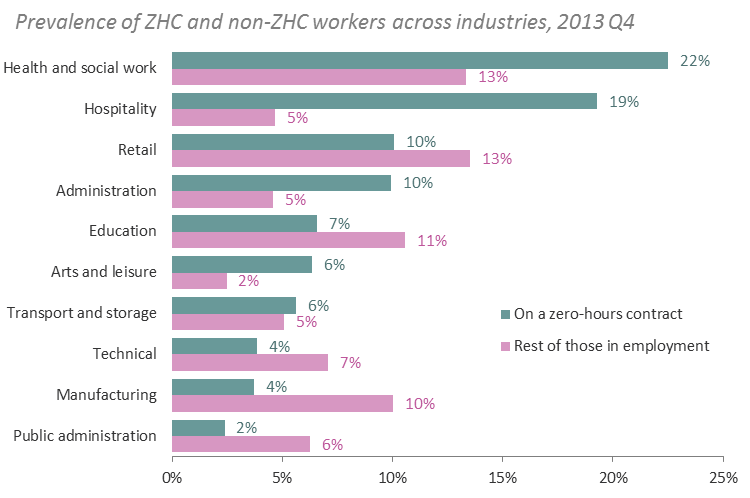 Prevalence of ZHC and non-ZHC workers across industries, 2013 Q4
Health and social work
22%
13%
Hospitality
19%
5%
Retail
10%
13%
Administration
10%
5%
Education
7%
11%
Arts and leisure
6%
2%
Transport and storage
6%
5%
On a zero-hours contract
Technical
4%
7%
Rest of those in employment
Manufacturing
4%
10%
Public administration
2%
6%
0% 5% 10% 15% 20% 25%